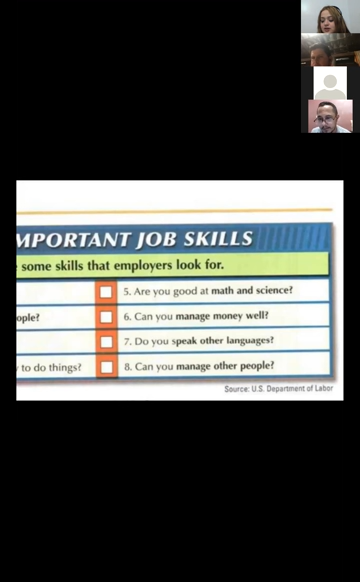 MPORTANT JOB SKILLS
some skills that employers look for.
5. Are you good at math and science?
ople?
6. Can you manage money well?
7. Do you speak other languages?
to do things?
8. Can you manage other people?
Source: U.S. Department of Labor